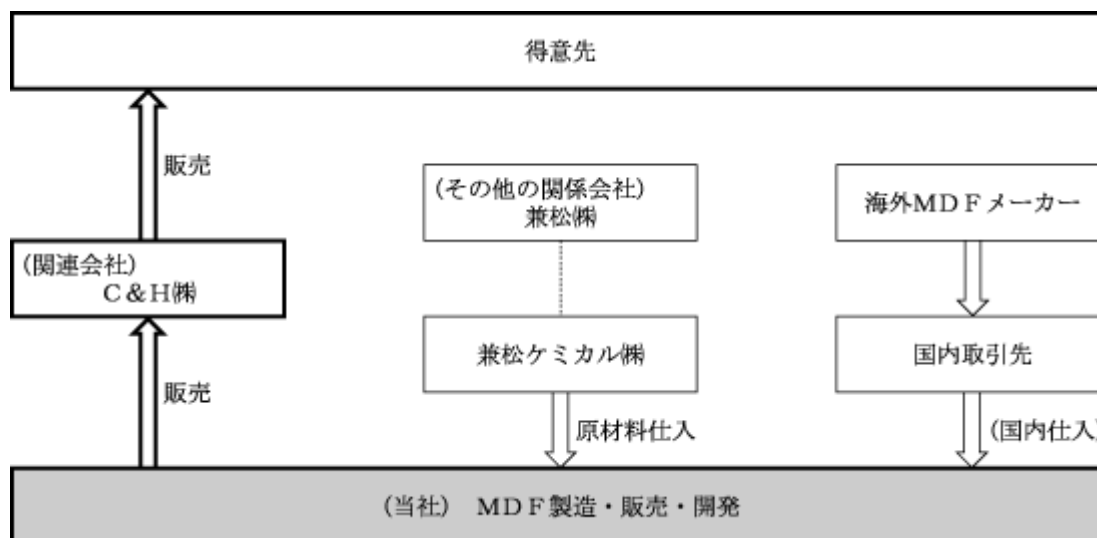 得意先
販売
(その他の関係会社)
兼松㈱
海外MDFメーカー
(関連会社)
C&H㈱
兼松ケミカル㈱
国内取引先
販売
原材料仕入
(国内仕入)
(当社) MDF製造・販売・開発